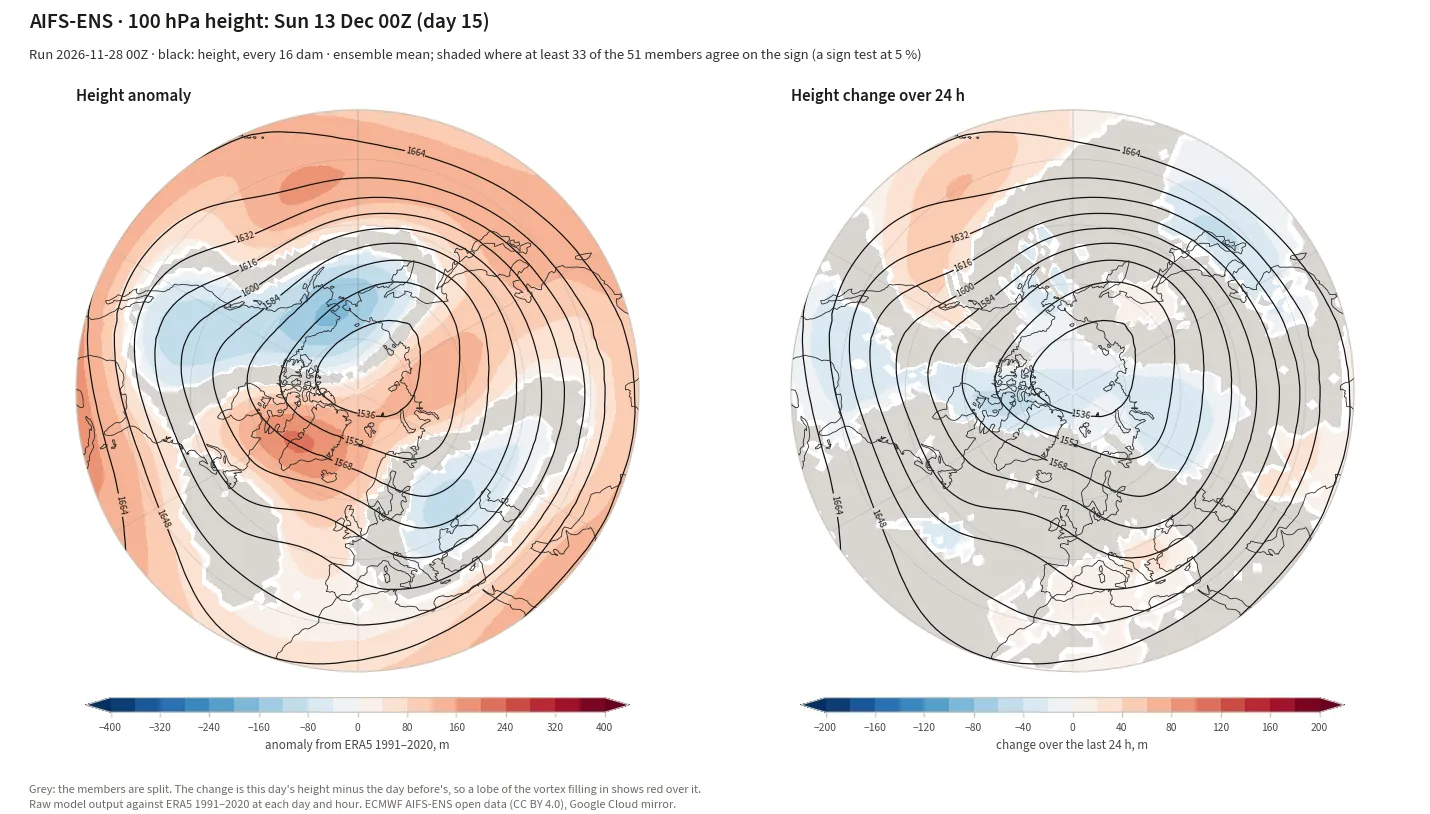 AIFS-ENS · 100 hPa height: Sun 13 Dec 00Z (day 15)
Run 2026-11-28 00Z · black: height, every 16 dam · ensemble mean; shaded where at least 33 of the 51 members agree on the sign (a sign test at 5 %)
Height anomaly
Height change over 24 h
1664
1632
1616
1600
1584
1536
1552
1568
1664
1648
1664
1632
1616
1600
1584
1536
1552
1568
1664
1648
−400 −320 −240 −160 −80 0 80 160 240 320 400
anomaly from ERA5 1991–2020, m
−200 −160 −120 −80 −40 0 40 80 120 160 200
change over the last 24 h, m
Grey: the members are split. The change is this day's height minus the day before's, so a lobe of the vortex filling in shows red over it.
Raw model output against ERA5 1991–2020 at each day and hour. ECMWF AIFS-ENS open data (CC BY 4.0), Google Cloud mirror.